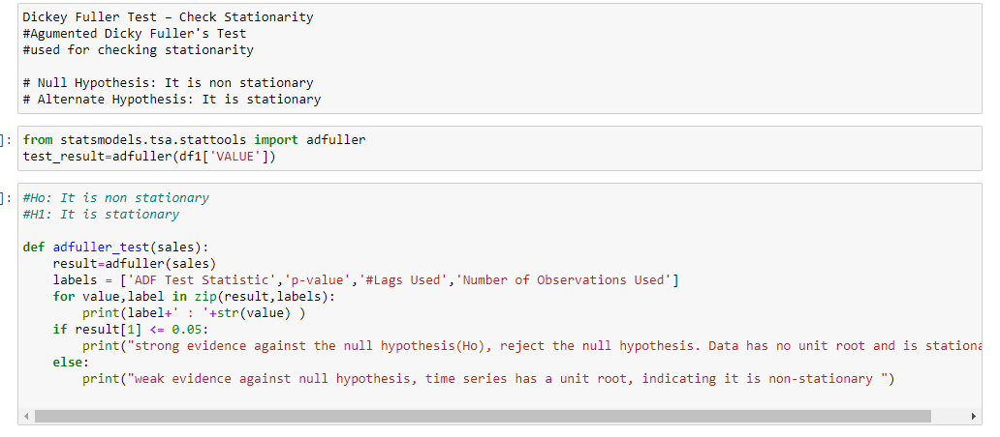 Dickey Fuller Test – Check Stationarity
#Agumented Dicky Fuller's Test
#used for checking stationarity
# Null Hypothesis: It is non stationary
# Alternate Hypothesis: It is stationary
]: from statsmodels.tsa.stattools import adfuller
test_result=adfuller(df1['VALUE'])
]: #Ho: It is non stationary
#H1: It is stationary
def adfuller_test(sales):
    result=adfuller(sales)
    labels = ['ADF Test Statistic','p-value','#Lags Used','Number of Observations Used']
    for value,label in zip(result,labels):
        print(label+' : '+str(value) )
    if result[1] <= 0.05:
        print("strong evidence against the null hypothesis(Ho), reject the null hypothesis. Data has no unit root and is stationa
    else:
        print("weak evidence against null hypothesis, time series has a unit root, indicating it is non-stationary ")